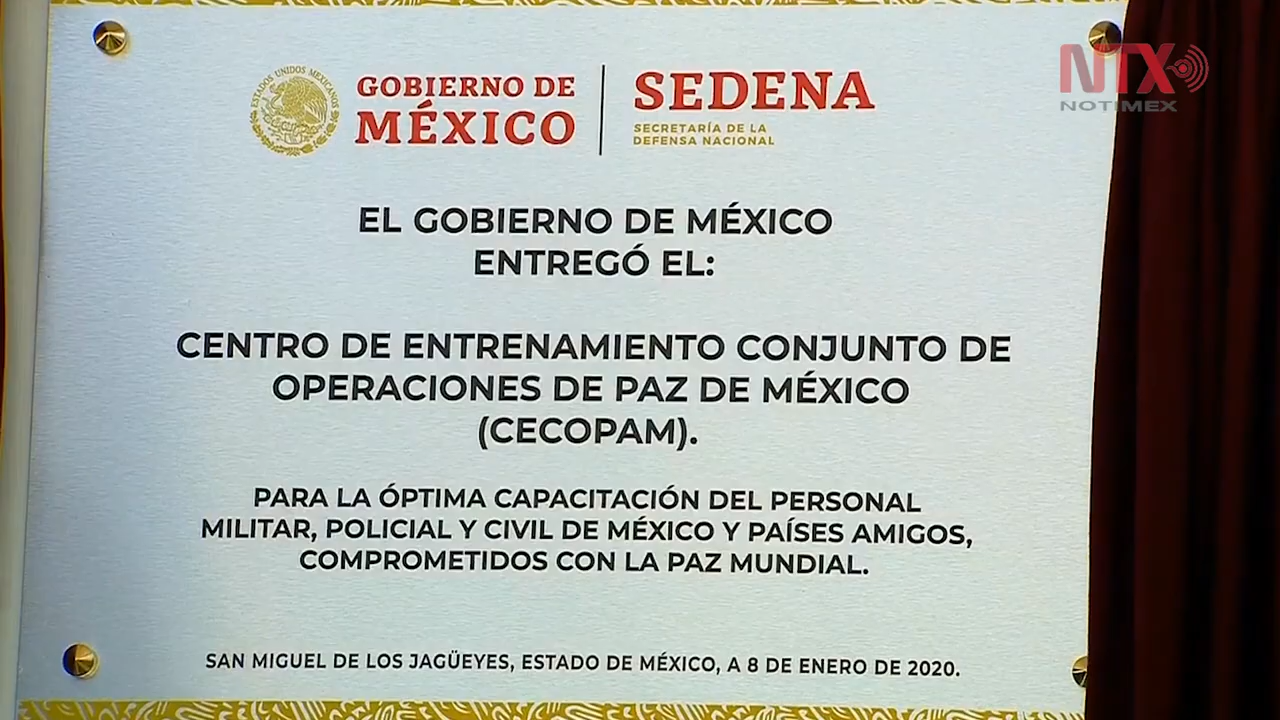 NTX
NOTIMEX
ESTADOS UNIDOS MEXICANOS
GOBIERNO DE
MÉXICO
SEDENA
SECRETARÍA DE LA
DEFENSA NACIONAL
EL GOBIERNO DE MÉXICO
ENTREGÓ EL:
CENTRO DE ENTRENAMIENTO CONJUNTO DE
OPERACIONES DE PAZ DE MÉXICO
(CECOPAM).
PARA LA ÓPTIMA CAPACITACIÓN DEL PERSONAL
MILITAR, POLICIAL Y CIVIL DE MÉXICO Y PAÍSES AMIGOS,
COMPROMETIDOS CON LA PAZ MUNDIAL.
SAN MIGUEL DE LOS JAGÜEYES, ESTADO DE MÉXICO, A 8 DE ENERO DE 2020.